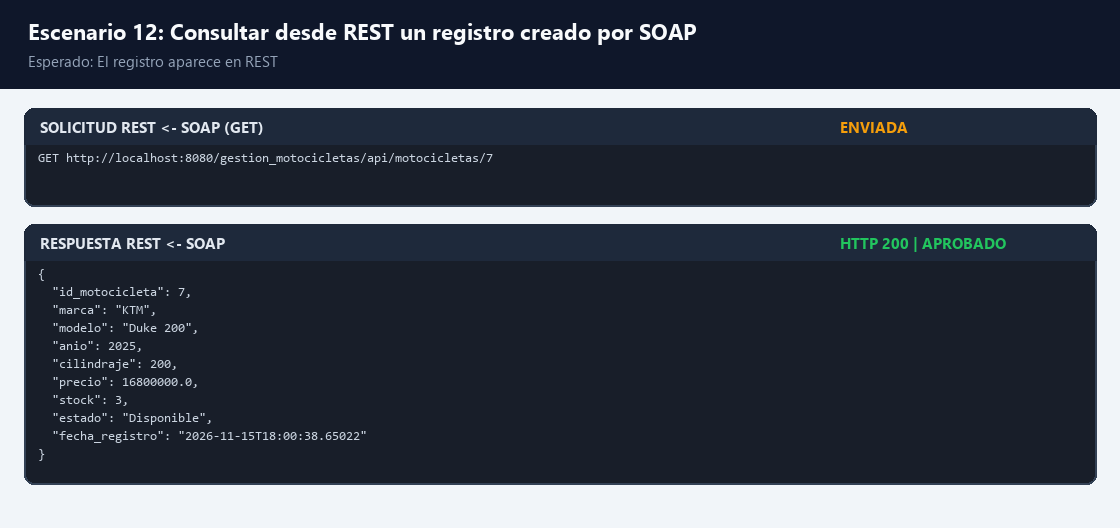 Escenario 12: Consultar desde REST un registro creado por SOAP
Esperado: El registro aparece en REST
SOLICITUD REST <- SOAP (GET)
ENVIADA
GET http://localhost:8080/gestion_motocicletas/api/motocicletas/7
RESPUESTA REST <- SOAP
HTTP 200 | APROBADO
{
  "id_motocicleta": 7,
  "marca": "KTM",
  "modelo": "Duke 200",
  "anio": 2025,
  "cilindraje": 200,
  "precio": 16800000.0,
  "stock": 3,
  "estado": "Disponible",
  "fecha_registro": "2026-11-15T18:00:38.65022"
}